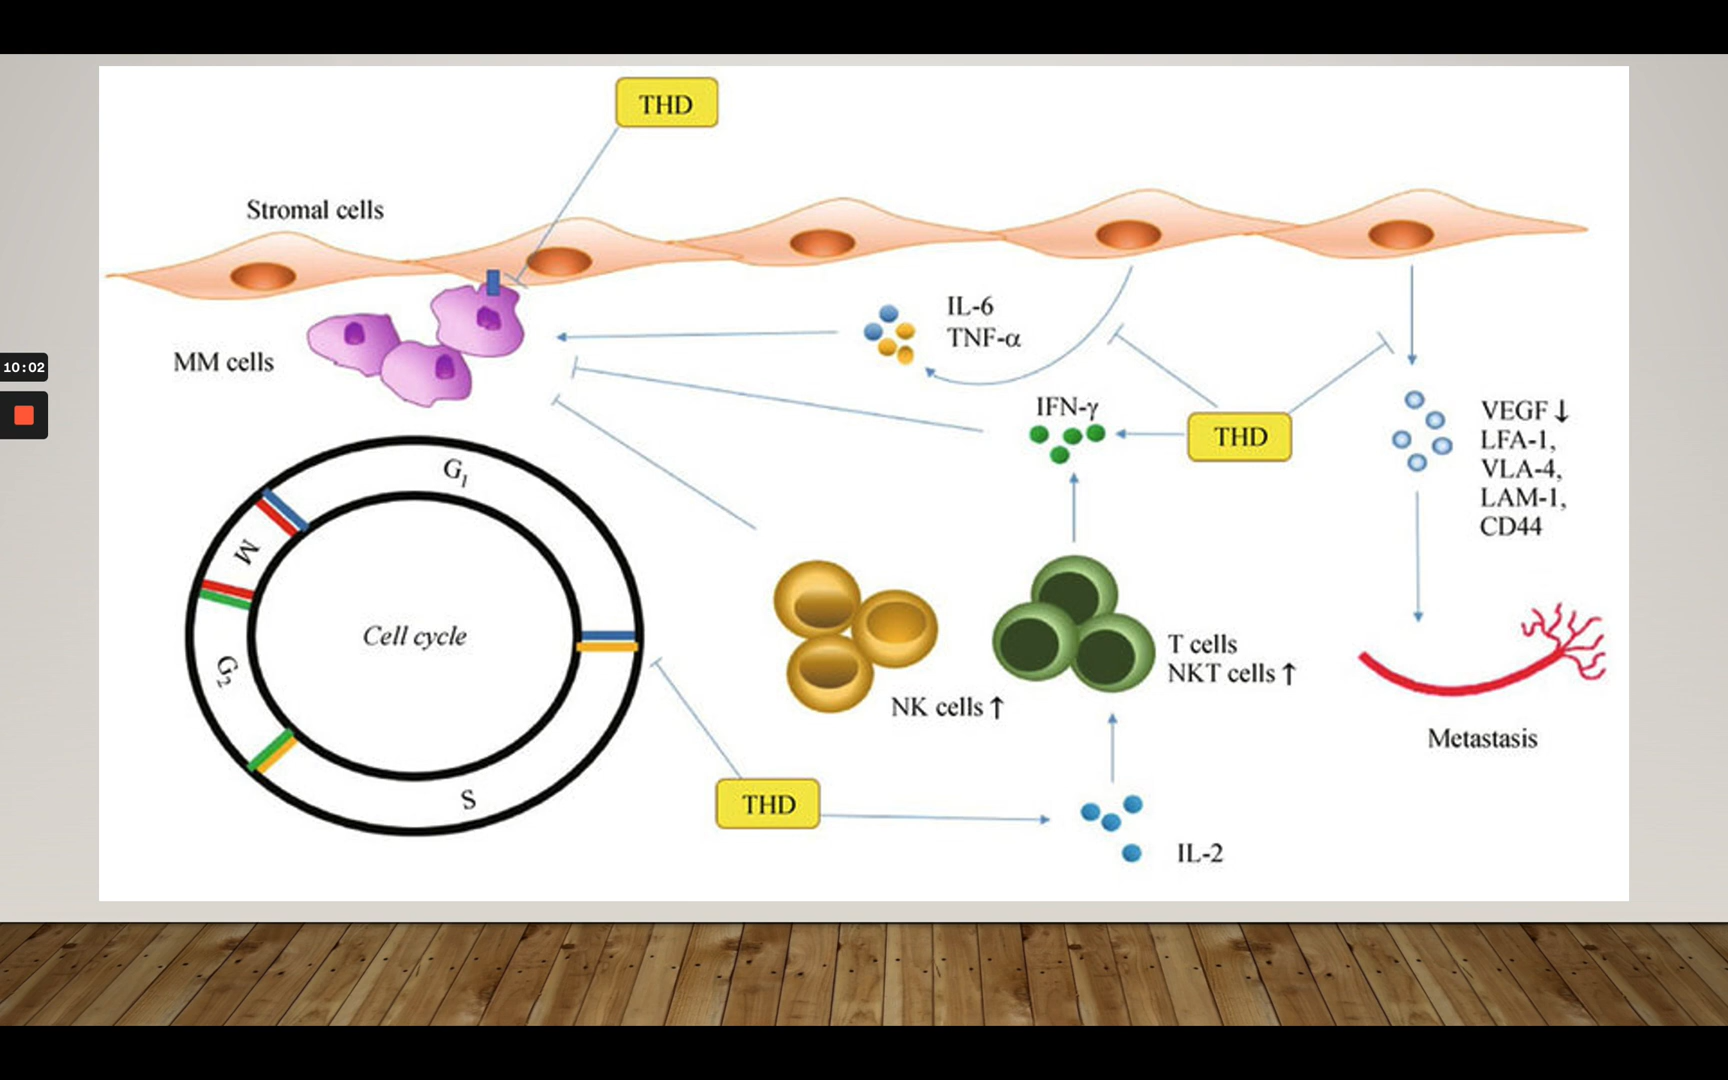 THD
Stromal cells
IL-6
TNF-α
MM cells
10:02
IFN-γ
THD
VEGF↓
LFA-1,
VLA-4,
LAM-1,
CD44
G1
M
Cell cycle
G2
S
T cells
NKT cells↑
NK cells↑
Metastasis
THD
IL-2